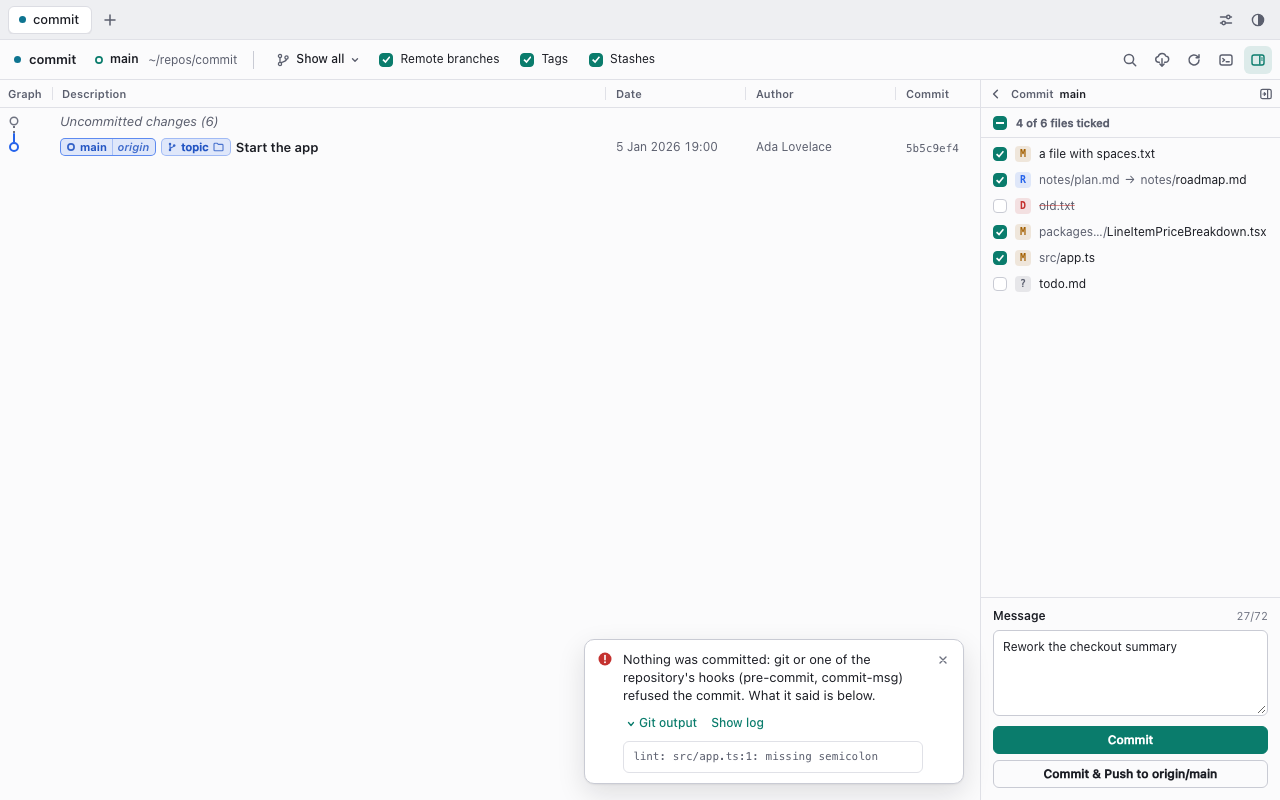 commit
commit main ~/repos/commit Show all Remote branches Tags Stashes
Graph Description Date Author Commit
Commit main
Uncommitted changes (6)
4 of 6 files ticked
main origin topic Start the app 5 Jan 2026 19:00 Ada Lovelace 5b5c9ef4
M a file with spaces.txt
R notes/plan.md → notes/roadmap.md
D old.txt
M packages…/LineItemPriceBreakdown.tsx
M src/app.ts
? todo.md
Message 27/72
Rework the checkout summary
Commit
Commit & Push to origin/main
Nothing was committed: git or one of the
repository's hooks (pre-commit, commit-msg)
refused the commit. What it said is below.
Git output Show log
lint: src/app.ts:1: missing semicolon